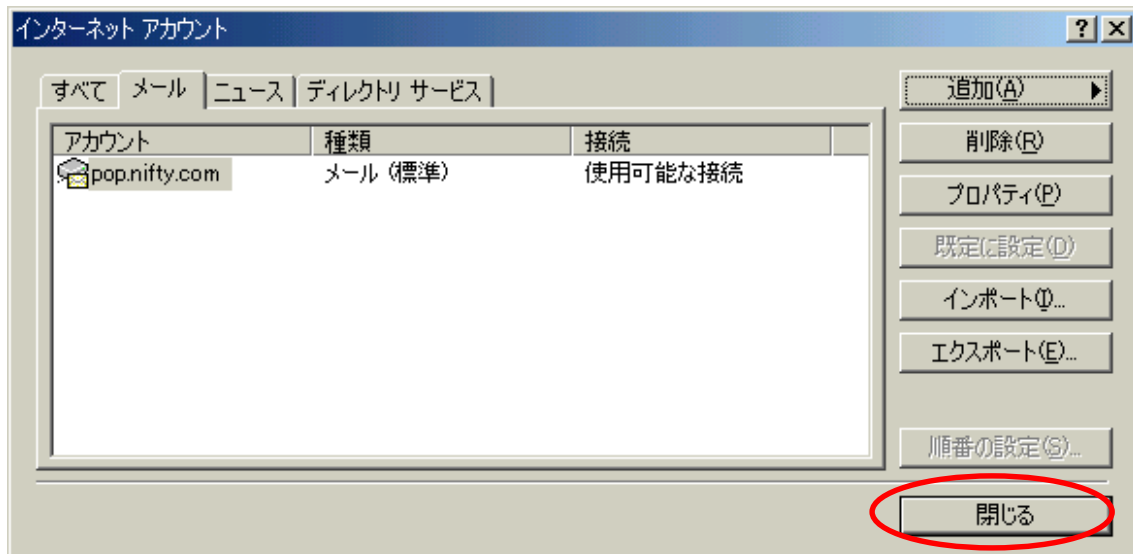 インターネット アカウント
すべて メール ニュース ディレクトリ サービス
追加(A)
アカウント 種類 接続
削除(R)
pop.nifty.com メール (標準) 使用可能な接続
プロパティ(P)
既定に設定(D)
インポート(I)...
エクスポート(E)...
順番の設定(S)...
閉じる